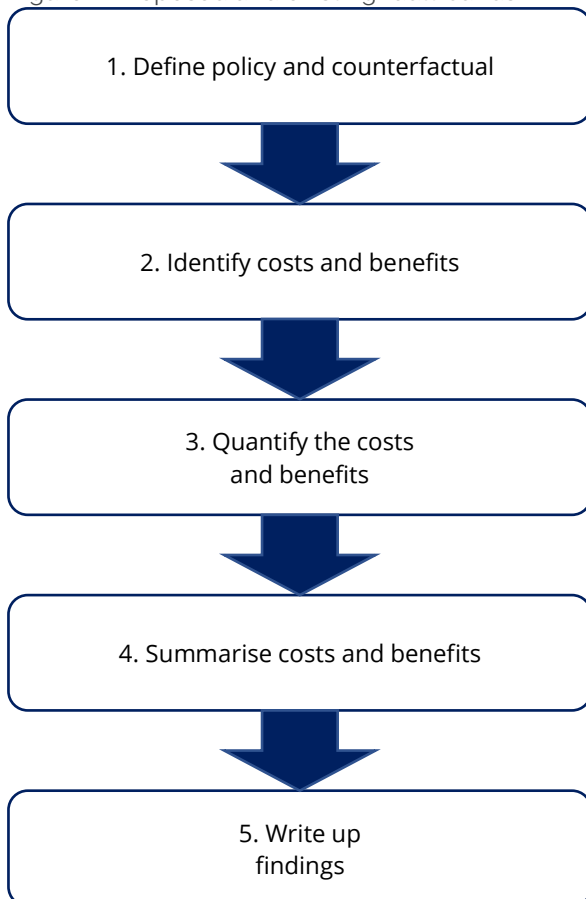 1. Define policy and counterfactual
2. Identify costs and benefits
3. Quantify the costs
and benefits
4. Summarise costs and benefits
5. Write up
findings